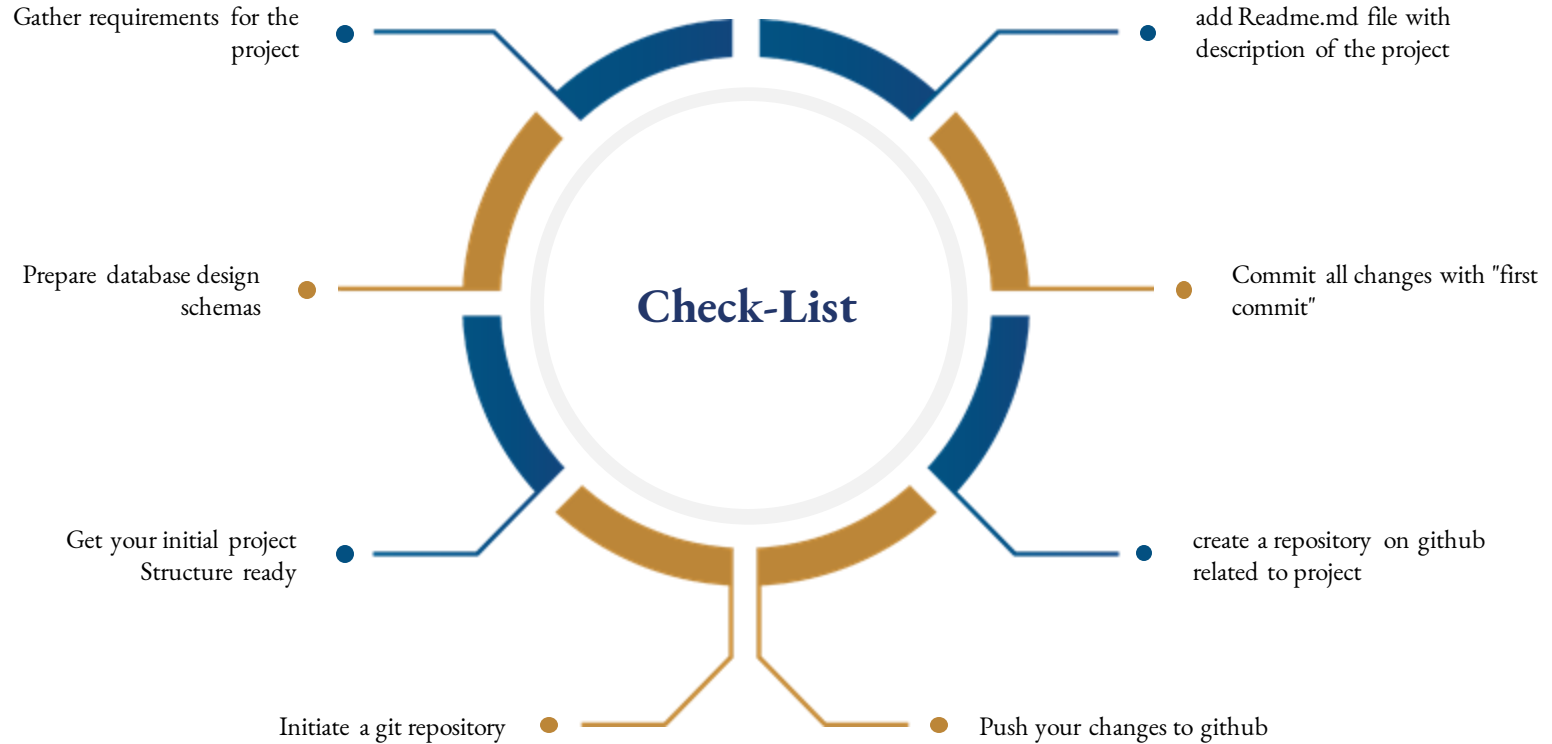 Gather requirements for the
project
Prepare database design
schemas
Get your initial project
Structure ready
Initiate a git repository
Check-List
add Readme.md file with
description of the project
Commit all changes with "first
commit"
create a repository on github
related to project
Push your changes to github